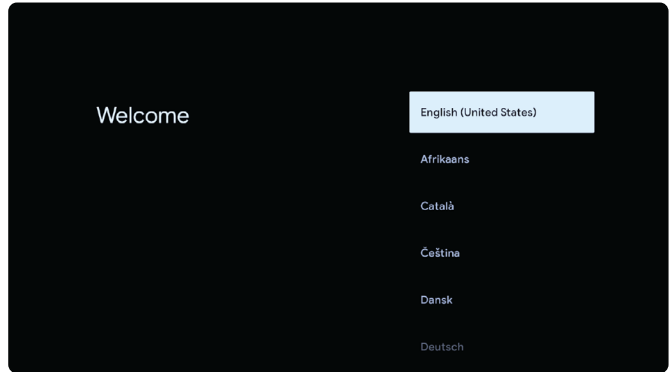 Welcome
English (United States)
Afrikaans
Català
Čeština
Dansk
Deutsch